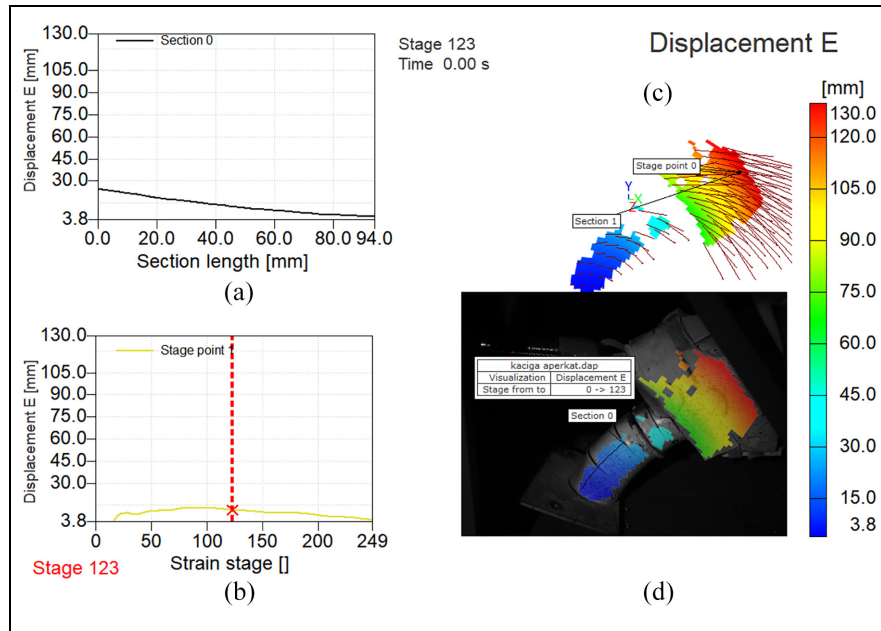 130.0
105.0
90.0
75.0
60.0
45.0
30.0
3.8
Displacement E [mm]
Section 0
0.0 20.0 40.0 60.0 80.0 94.0
Section length [mm]
(a)
Stage 123
Time 0.00 s
Displacement E
(c)
[mm]
Stage point 0
Y
X
Z
Section 1
130.0
120.0
105.0
90.0
75.0
60.0
45.0
30.0
15.0
3.8
130.0
105.0
90.0
75.0
60.0
45.0
30.0
3.8
Displacement E [mm]
Stage point 1
0 50 100 150 200 249
Strain stage []
Stage 123
(b)
kaciga aperkat.dap
Visualization Displacement E
Stage from to 0 -> 123
Section 0
(d)